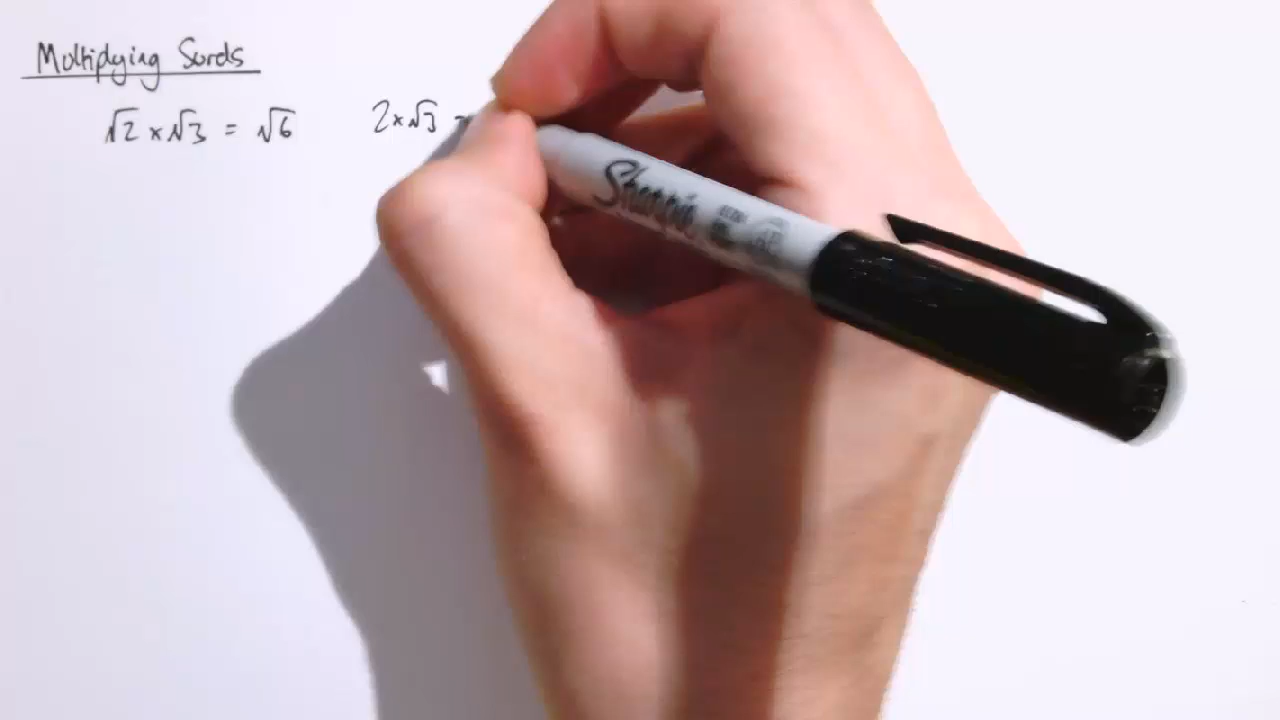 Multiplying Surds
√2 × √3 = √6 2 × √3 =
Sharpie